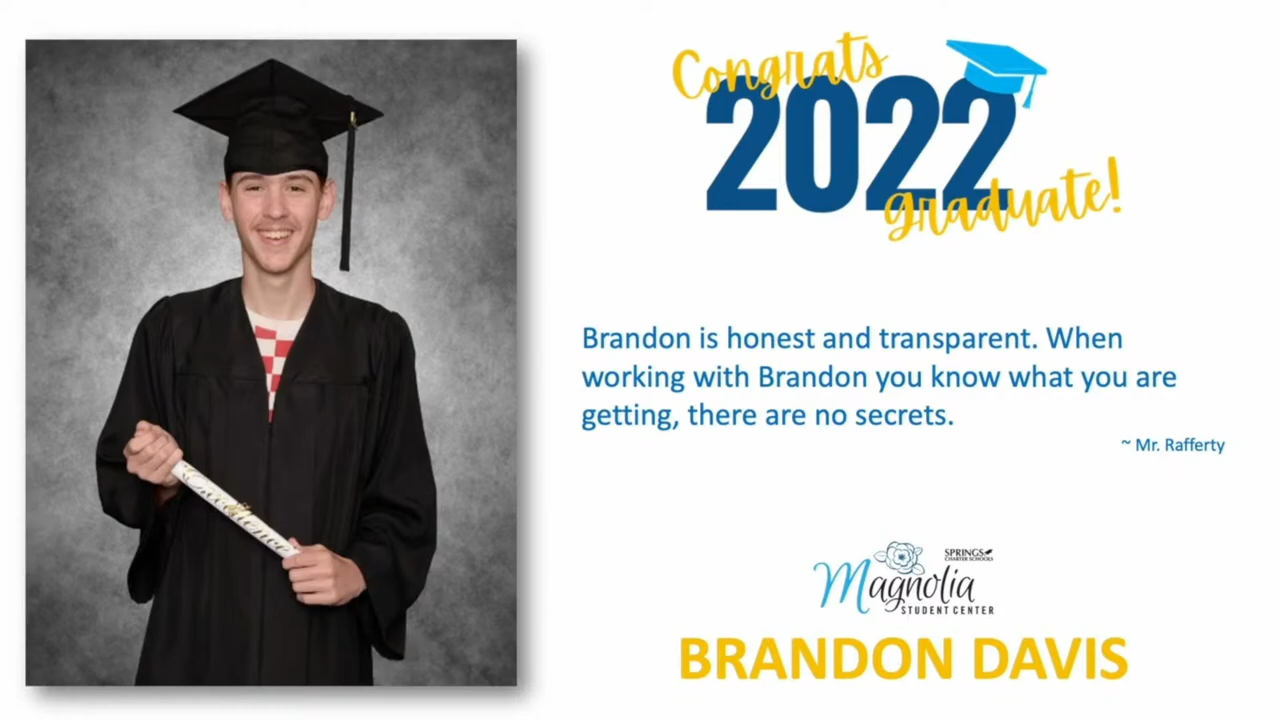 Congrats
2022
graduate!
Brandon is honest and transparent. When
working with Brandon you know what you are
getting, there are no secrets.
~ Mr. Rafferty
SPRINGS
CHARTER SCHOOLS
Magnolia
STUDENT CENTER
BRANDON DAVIS
Excellence